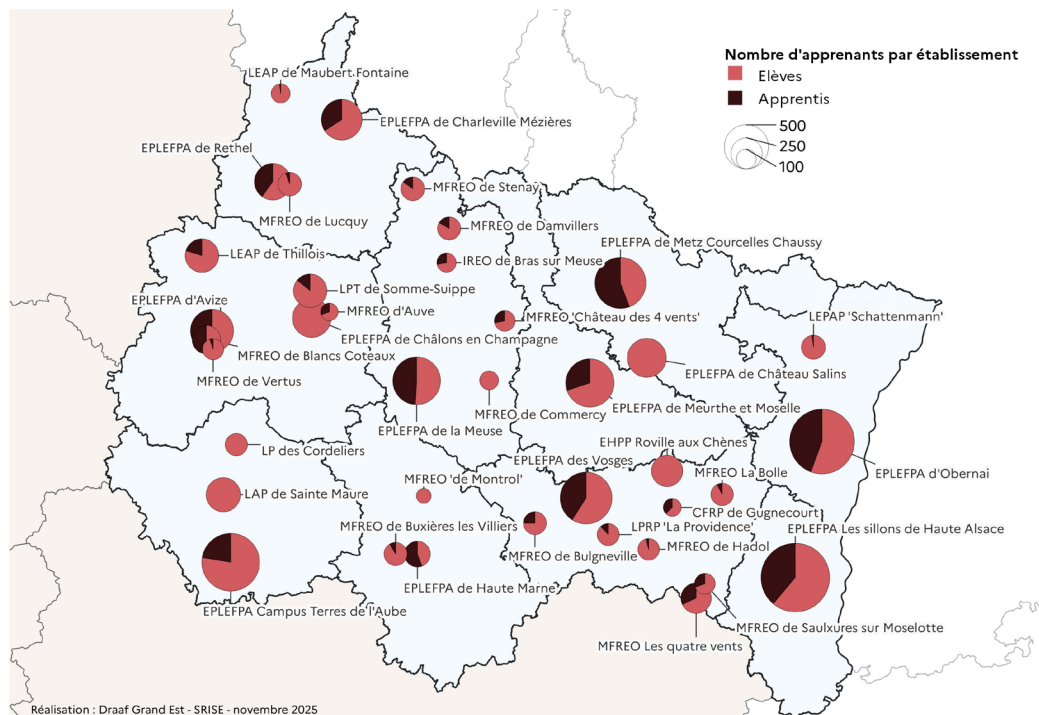 Nombre d'apprenants par établissement
Elèves
Apprentis
500
250
100
LEAP de Maubert Fontaine
EPLEFPA de Charleville Mézières
EPLEFPA de Rethel
MFREO de Lucquy
MFREO de Stenay
MFREO de Damvillers
LEAP de Thillois
IREO de Bras sur Meuse
EPLEFPA de Metz Courcelles Chaussy
LPT de Somme-Suippe
EPLEFPA d'Avize
MFREO d'Auve
MFREO 'Château des 4 vents'
LEPAP 'Schattenmann'
EPLEFPA de Châlons en Champagne
MFREO de Blancs Coteaux
EPLEFPA de Château Salins
MFREO de Vertus
MFREO de Commercy
EPLEFPA de Meurthe et Moselle
EPLEFPA de la Meuse
EHPP Roville aux Chènes
LP des Cordeliers
EPLEFPA des Vosges
MFREO La Bolle
EPLEFPA d'Obernai
MFREO 'de Montrol'
LAP de Sainte Maure
CFRP de Gugnecourt
MFREO de Buxières les Villiers
LPRP 'La Providence'
EPLEFPA Les sillons de Haute Alsace
MFREO de Hadol
MFREO de Bulgneville
EPLEFPA de Haute Marne
EPLEFPA Campus Terres de l'Aube
MFREO de Saulxures sur Moselotte
MFREO Les quatre vents
Réalisation : Draaf Grand Est - SRISE - novembre 2025